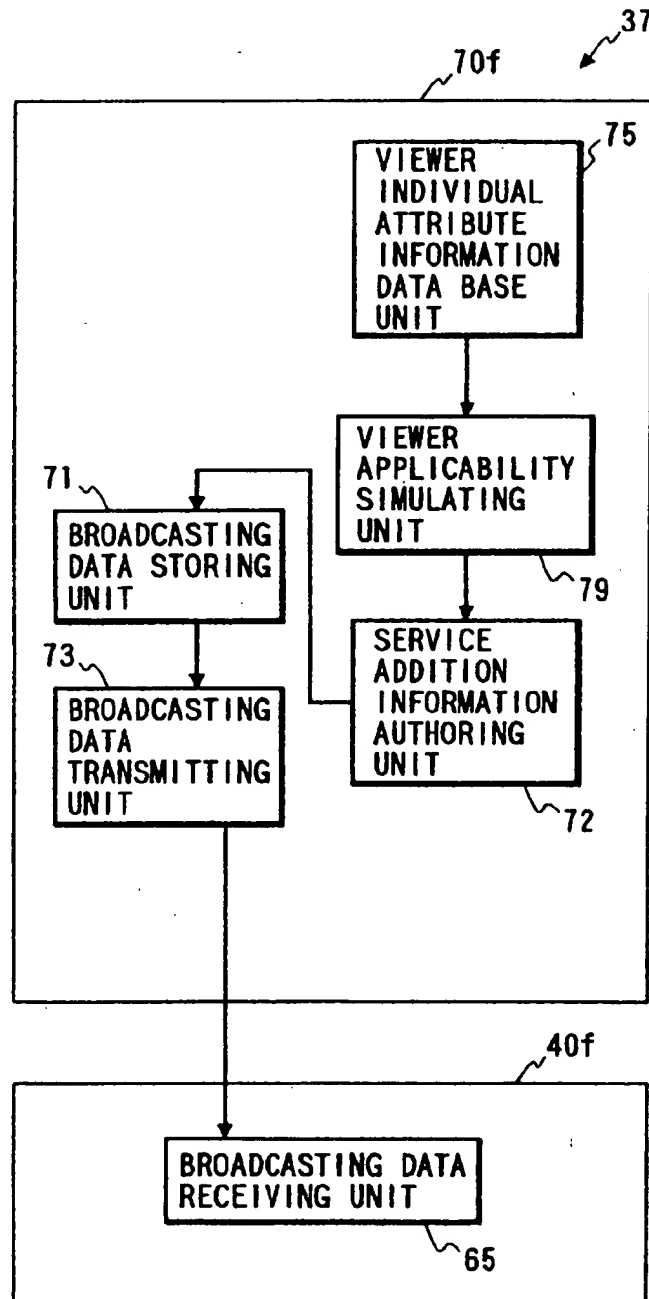 37
70f
75
VIEWER
INDIVIDUAL
ATTRIBUTE
INFORMATION
DATA BASE
UNIT
VIEWER
APPLICABILITY
SIMULATING
UNIT
79
71
BROADCASTING
DATA STORING
UNIT
SERVICE
ADDITION
INFORMATION
AUTHORING
UNIT
72
73
BROADCASTING
DATA
TRANSMITTING
UNIT
40f
BROADCASTING DATA
RECEIVING UNIT
65